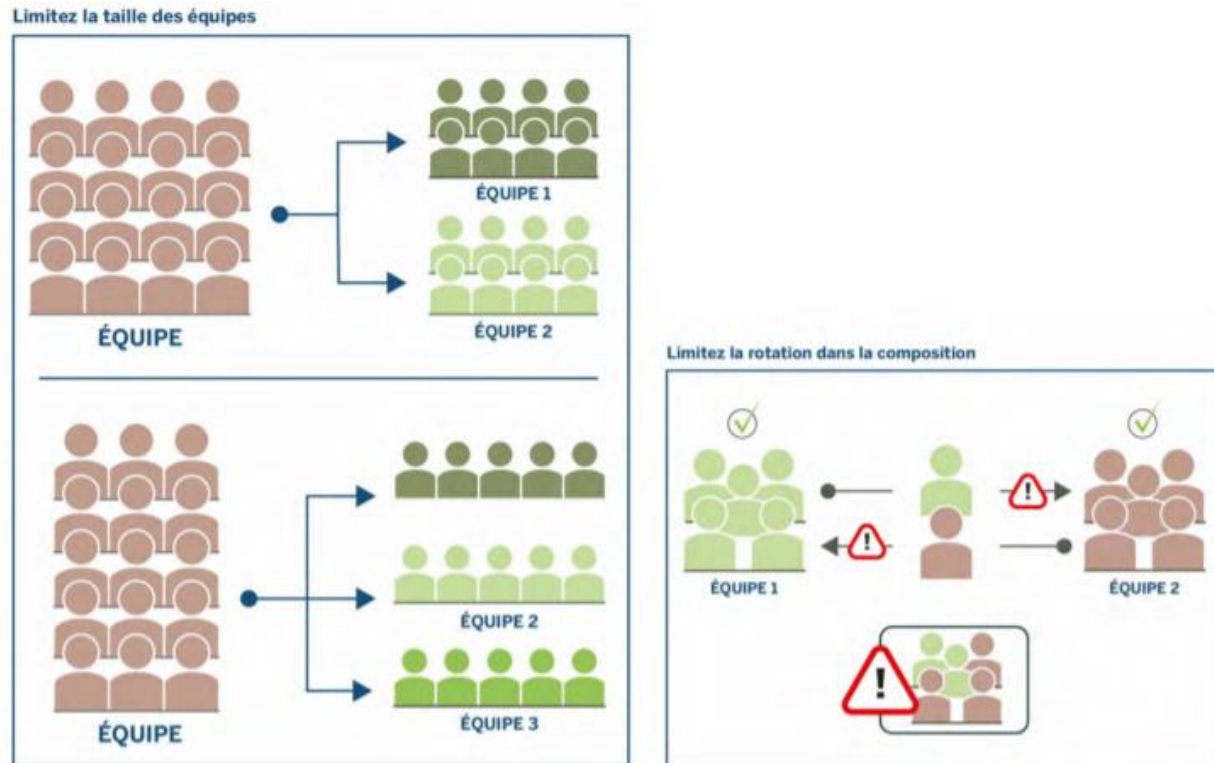 Limitez la taille des équipes
ÉQUIPE 1
ÉQUIPE 2
ÉQUIPE
ÉQUIPE 2
ÉQUIPE 3
ÉQUIPE
Limitez la rotation dans la composition
!
!
ÉQUIPE 1
ÉQUIPE 2
!